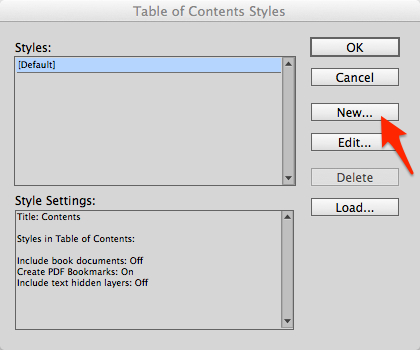 Table of Contents Styles
Styles:
[Default]
OK
Cancel
New...
Edit...
Delete
Load...
Style Settings:
Title: Contents
Styles in Table of Contents:
Include book documents: Off
Create PDF Bookmarks: On
Include text hidden layers: Off